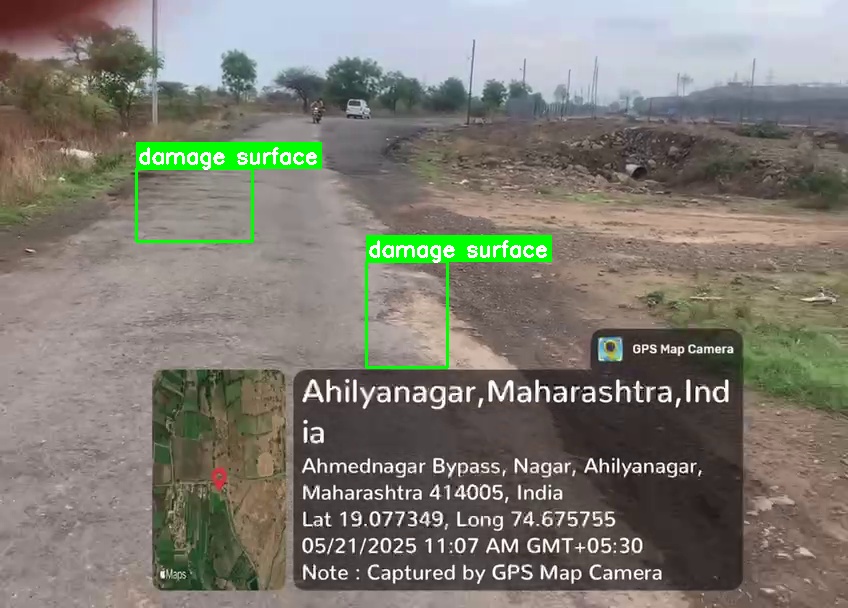 damage surface
damage surface
GPS Map Camera
Ahilyanagar,Maharashtra,Ind
ia
Ahmednagar Bypass, Nagar, Ahilyanagar,
Maharashtra 414005, India
Lat 19.077349, Long 74.675755
05/21/2025 11:07 AM GMT+05:30
Note : Captured by GPS Map Camera
Maps